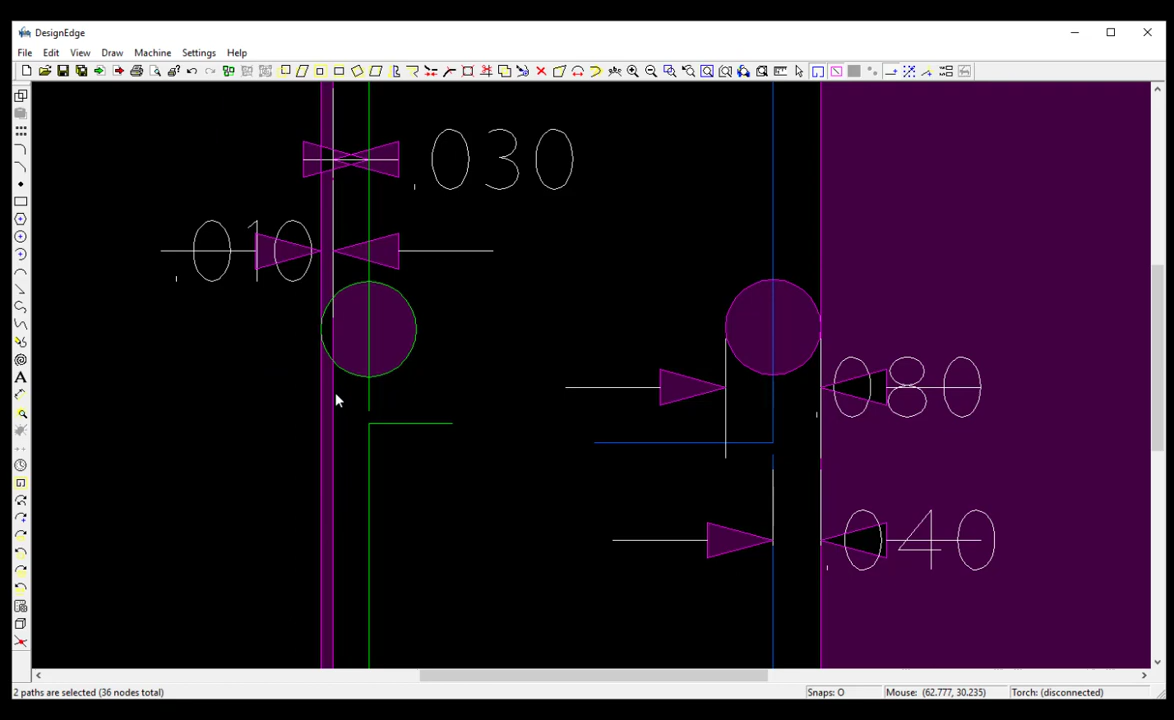 DesignEdge
File Edit View Draw Machine Settings Help
.030
.010
.080
.040
2 paths are selected (36 nodes total)
Snaps: O
Mouse: (62.777, 30.235)
Torch: (disconnected)